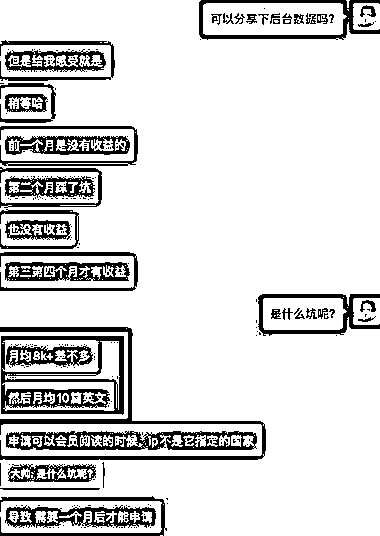 可以分享下后台数据吗?
但是给我感受就是
稍等哈
前一个月是没有收益的
第二个月踩了坑
也没有收益
第三第四个月才有收益
是什么坑呢?
月均8k+差不多
然后月均10篇英文
申请可以会员阅读的时候,ip不是它指定的国家
大帅: 是什么坑呢?
导致 需要一个月后才能申请